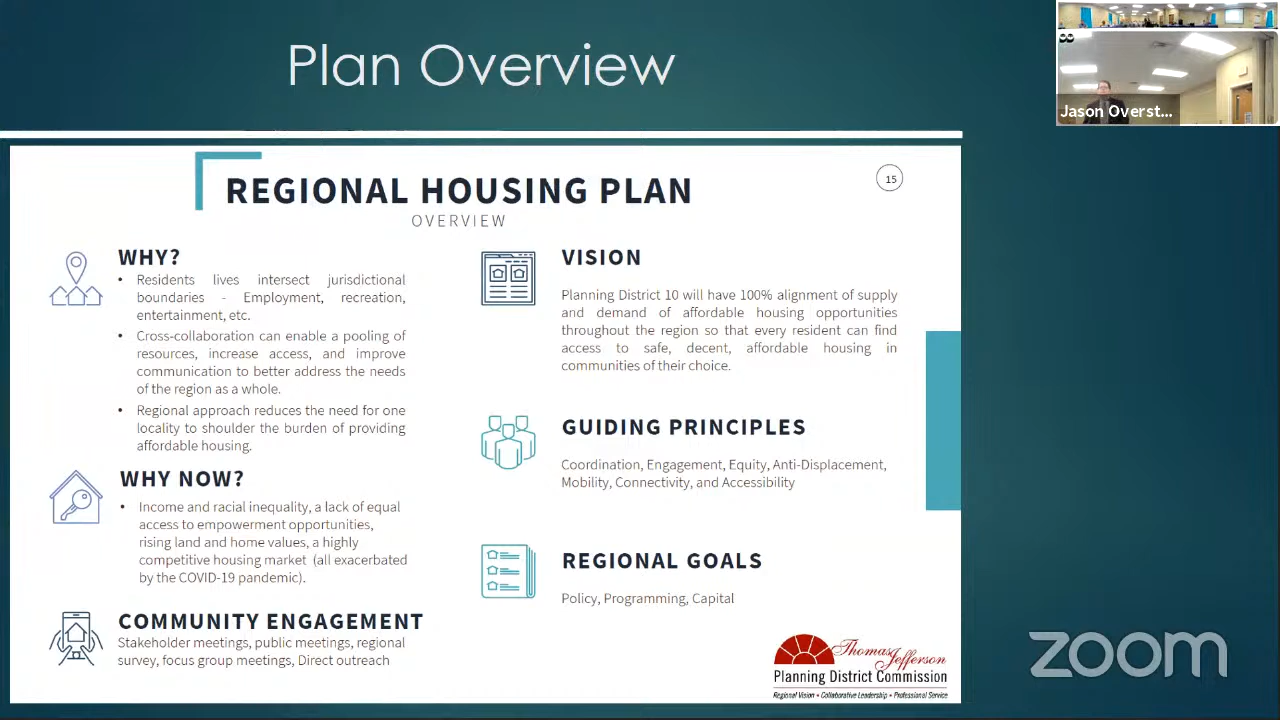 Plan Overview
Jason Overst...
REGIONAL HOUSING PLAN
OVERVIEW
15
WHY?
• Residents lives intersect jurisdictional
boundaries - Employment, recreation,
entertainment, etc.
• Cross-collaboration can enable a pooling of
resources, increase access, and improve
communication to better address the needs
of the region as a whole.
• Regional approach reduces the need for one
locality to shoulder the burden of providing
affordable housing.
WHY NOW?
• Income and racial inequality, a lack of equal
access to empowerment opportunities,
rising land and home values, a highly
competitive housing market (all exacerbated
by the COVID-19 pandemic).
COMMUNITY ENGAGEMENT
Stakeholder meetings, public meetings, regional
survey, focus group meetings, Direct outreach
VISION
Planning District 10 will have 100% alignment of supply
and demand of affordable housing opportunities
throughout the region so that every resident can find
access to safe, decent, affordable housing in
communities of their choice.
GUIDING PRINCIPLES
Coordination, Engagement, Equity, Anti-Displacement,
Mobility, Connectivity, and Accessibility
REGIONAL GOALS
Policy, Programming, Capital
Thomas Jefferson
Planning District Commission
Regional Vision • Collaborative Leadership • Professional Service
zoom